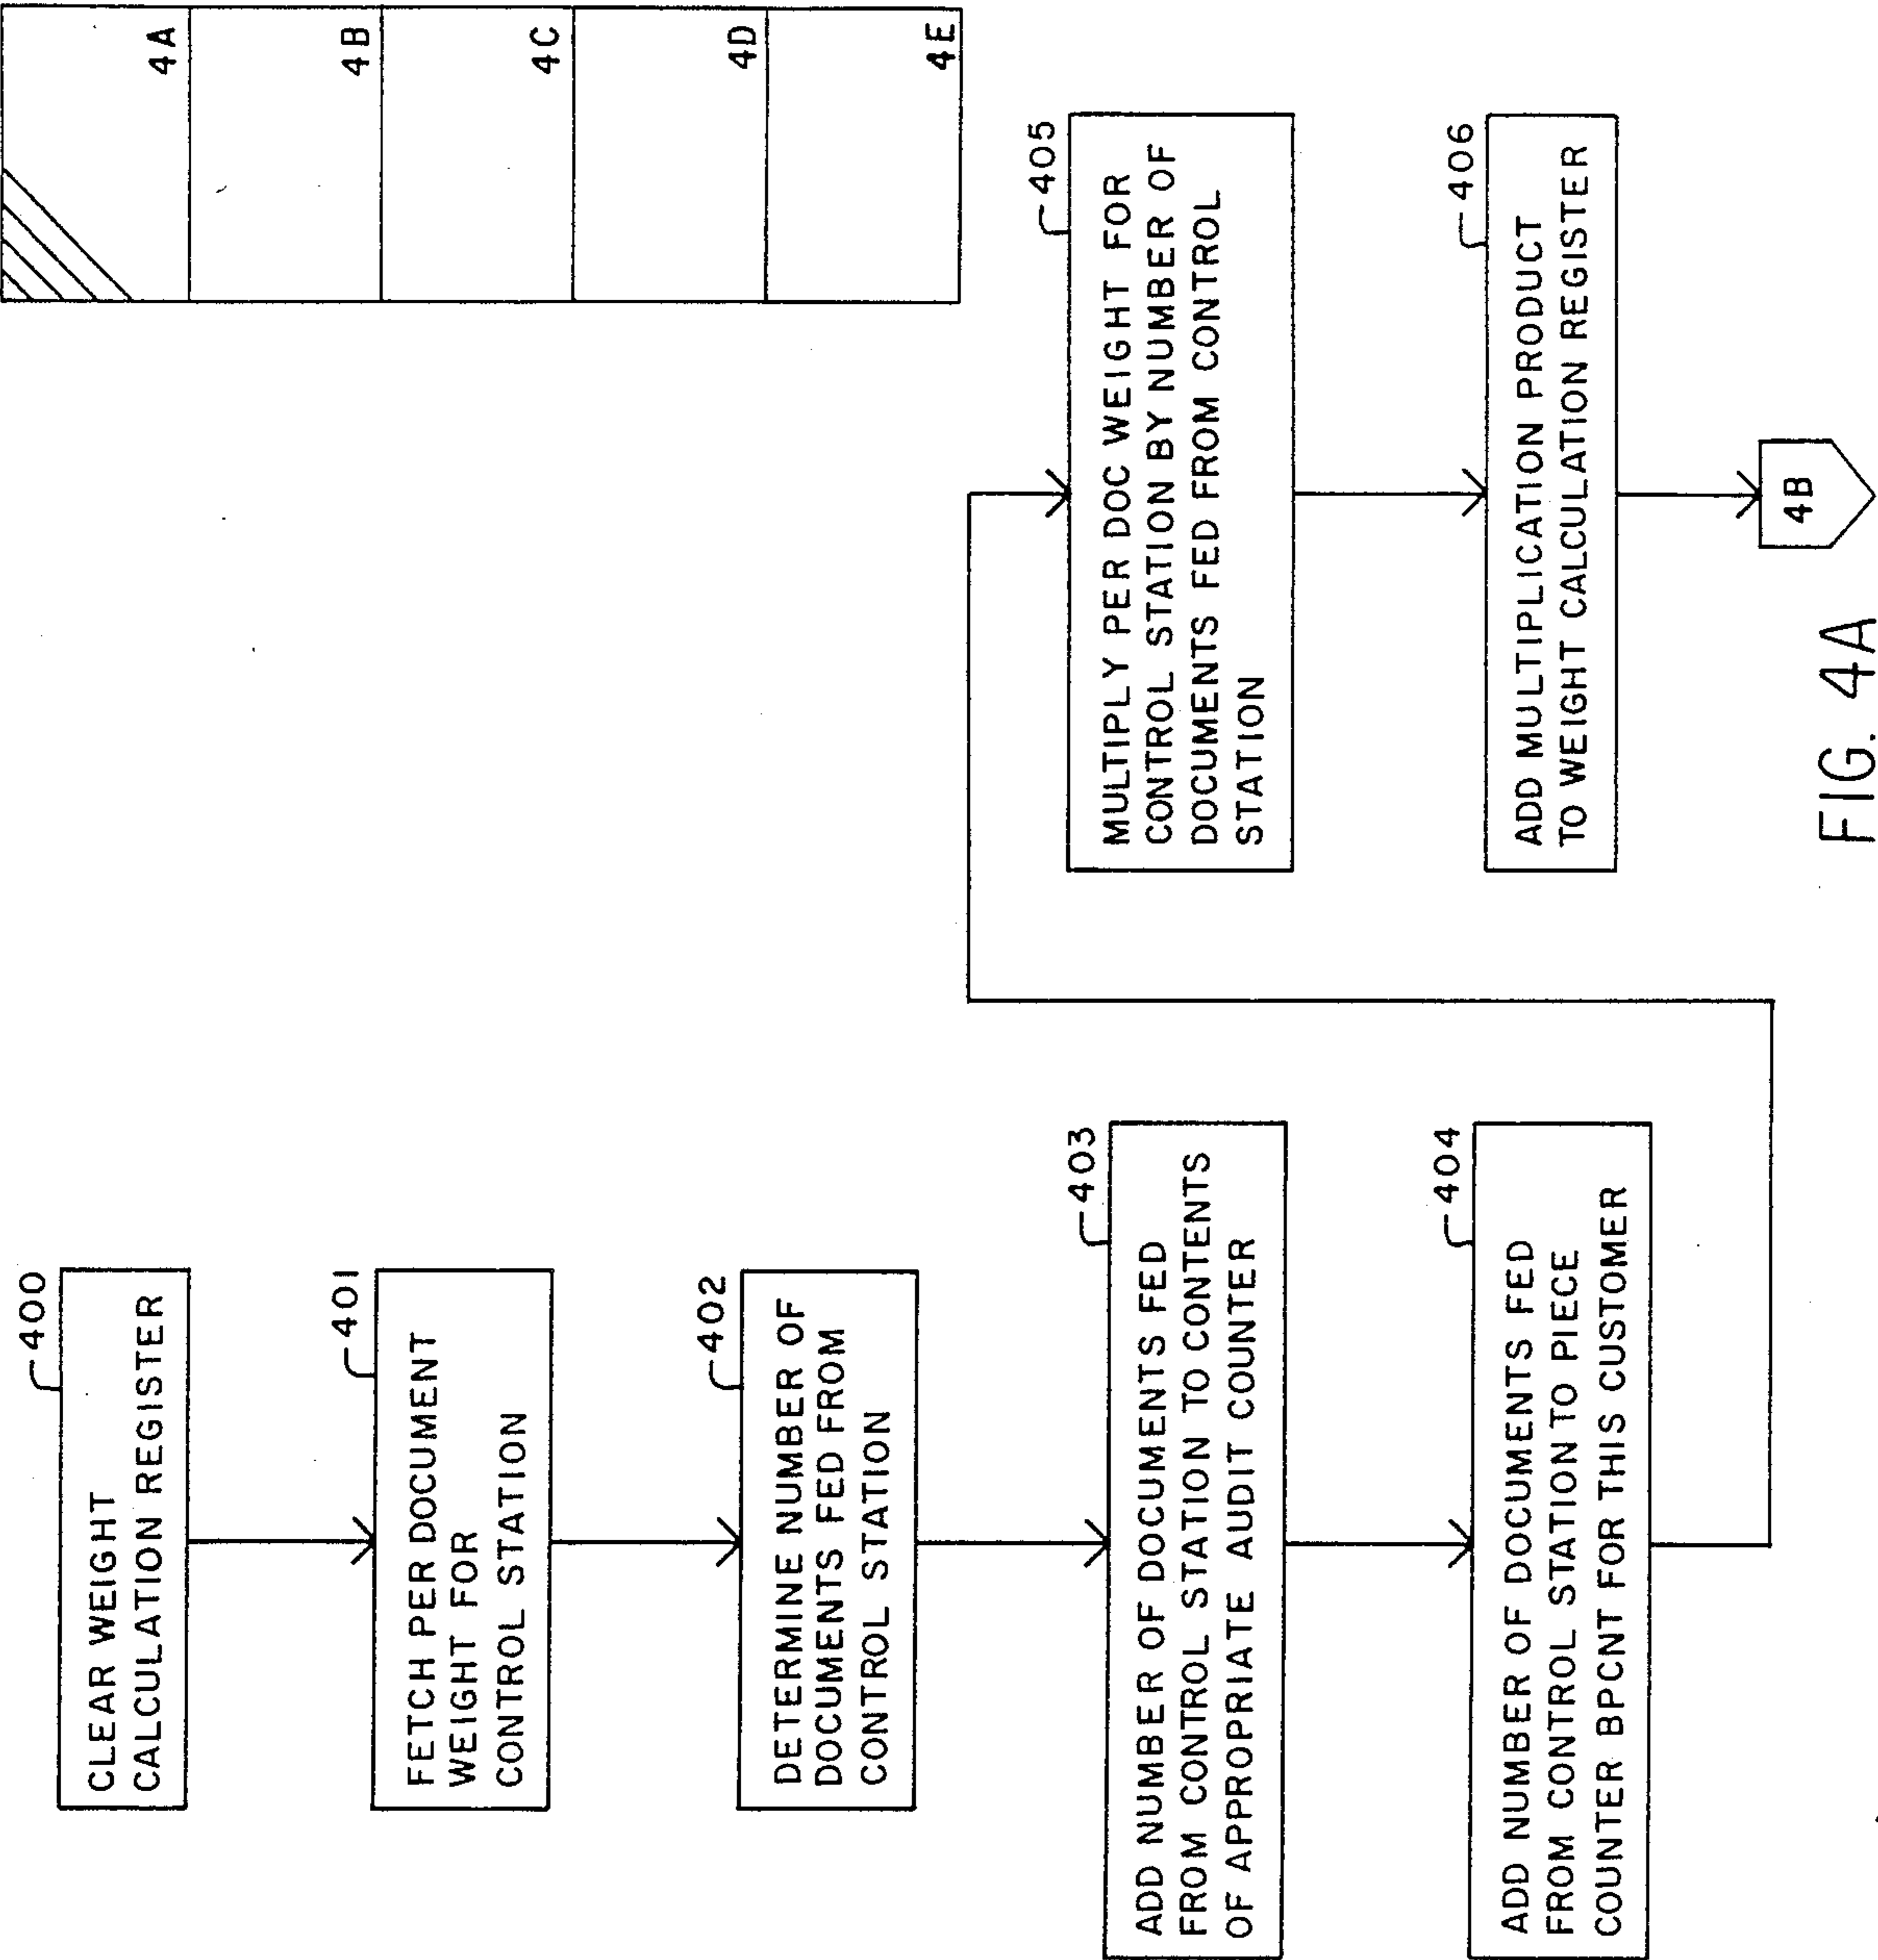 400
CLEAR WEIGHT
CALCULATION REGISTER
401
FETCH PER DOCUMENT
WEIGHT FOR
CONTROL STATION
402
DETERMINE NUMBER OF
DOCUMENTS FED FROM
CONTROL STATION
403
ADD NUMBER OF DOCUMENTS FED
FROM CONTROL STATION TO CONTENTS
OF APPROPRIATE AUDIT COUNTER
404
ADD NUMBER OF DOCUMENTS FED
FROM CONTROL STATION TO PIECE
COUNTER BPCNT FOR THIS CUSTOMER
4A
4B
4C
4D
4E
405
MULTIPLY PER DOC WEIGHT FOR
CONTROL STATION BY NUMBER OF
DOCUMENTS FED FROM CONTROL
STATION
406
ADD MULTIPLICATION PRODUCT
TO WEIGHT CALCULATION REGISTER
4B
FIG. 4A